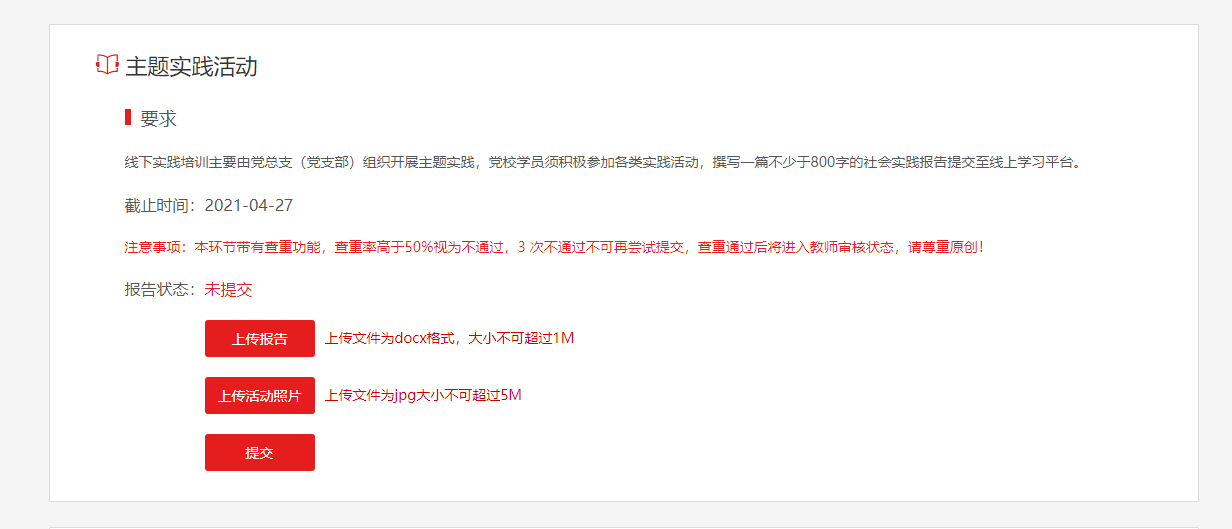 主题实践活动
要求
线下实践培训主要由党总支（党支部）组织开展主题实践，党校学员须积极参加各类实践活动，撰写一篇不少于800字的社会实践报告提交至线上学习平台。
截止时间：2021-04-27
注意事项：本环节带有查重功能，查重率高于50%视为不通过，3 次不通过不可再尝试提交，查重通过后将进入教师审核状态，请尊重原创！
报告状态：未提交
上传报告 上传文件为docx格式，大小不可超过1M
上传活动照片 上传文件为jpg大小不可超过5M
提交